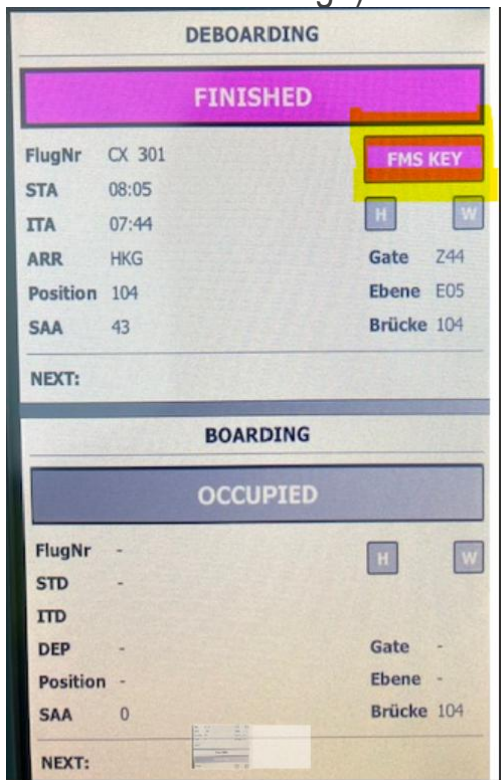 DEBOARDING
FINISHED
FlugNr CX 301
FMS KEY
STA 08:05
ITA 07:44
H W
ARR HKG
Gate Z44
Position 104
Ebene E05
SAA 43
Brücke 104
NEXT:
BOARDING
OCCUPIED
FlugNr -
H W
STD -
ITD
DEP -
Gate -
Position -
Ebene -
SAA 0
Brücke 104
NEXT: